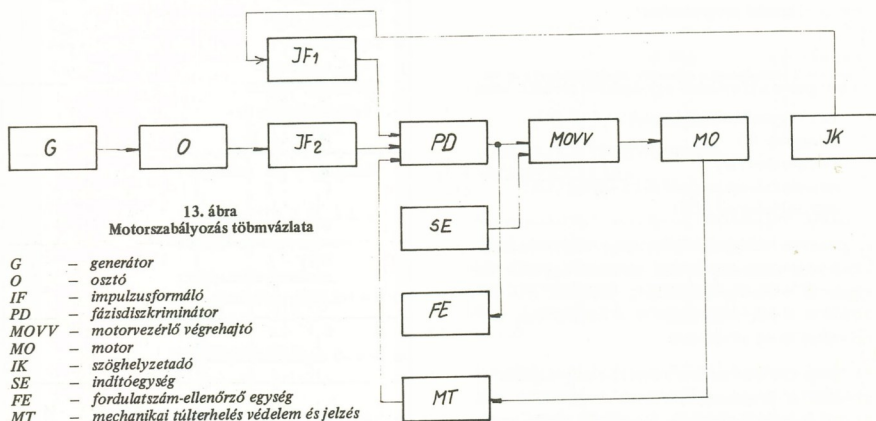 JF1
G
O
JF2
PD
MOVV
MO
JK
SE
FE
MT
13. ábra
Motorszabályozás töbmvázlata
G – generátor
O – osztó
IF – impulzusformáló
PD – fázisdiszkriminátor
MOVV – motorvezérlő végrehajtó
MO – motor
IK – szöghelyzetadó
SE – indítóegység
FE – fordulatszám-ellenőrző egység
MT – mechanikai túlterhelés védelem és jelzés